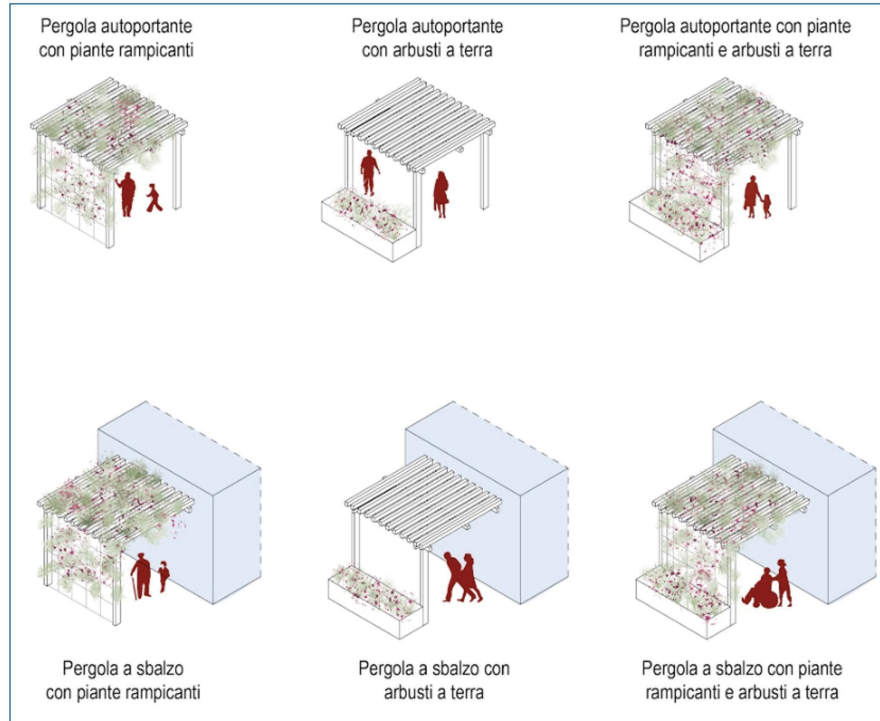 Pergola autoportante
con piante rampicanti
Pergola autoportante
con arbusti a terra
Pergola autoportante con piante
rampicanti e arbusti a terra
Pergola a sbalzo
con piante rampicanti
Pergola a sbalzo con
arbusti a terra
Pergola a sbalzo con piante
rampicanti e arbusti a terra